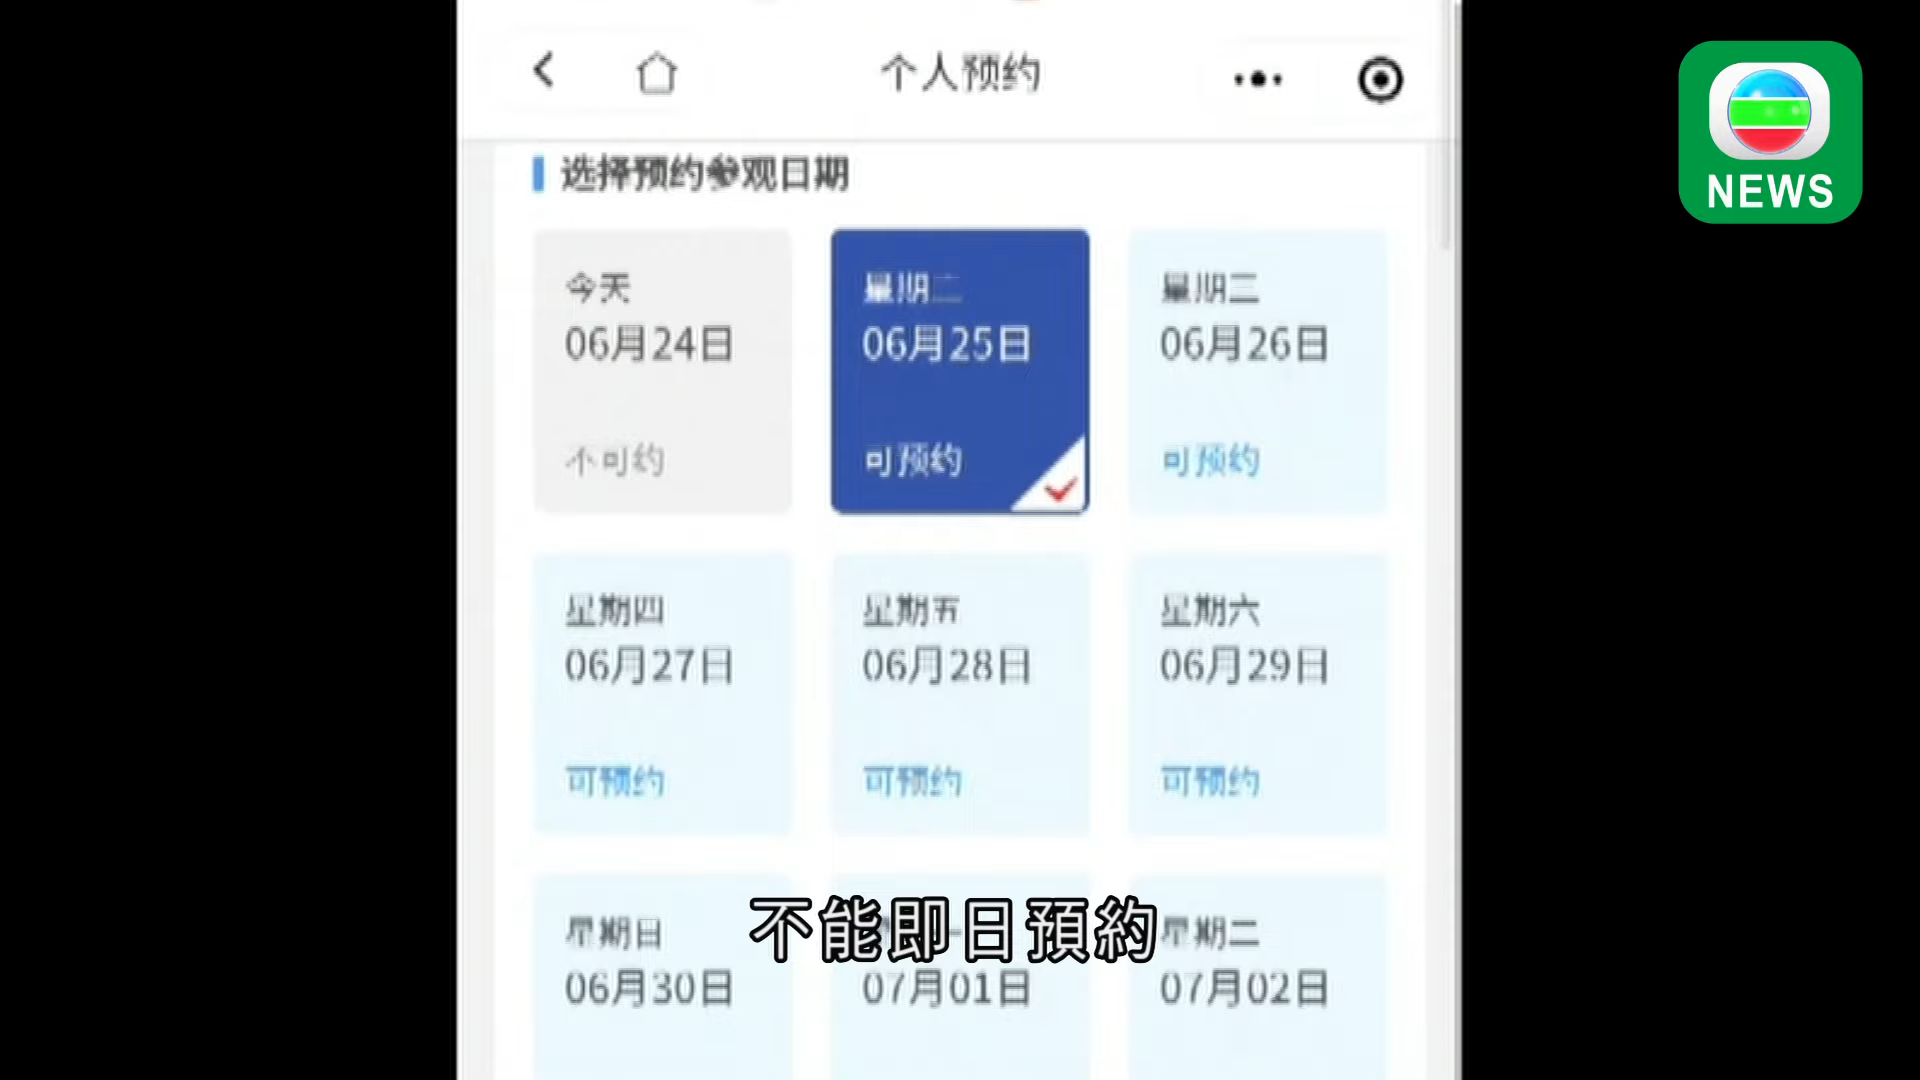 个人预约
NEWS
选择预约参观日期
今天
06月24日
不可约
星期二
06月25日
可预约
星期三
06月26日
可预约
星期四
06月27日
可预约
星期五
06月28日
可预约
星期六
06月29日
可预约
星期日
06月30日
07月01日
星期二
07月02日
不能即日預約